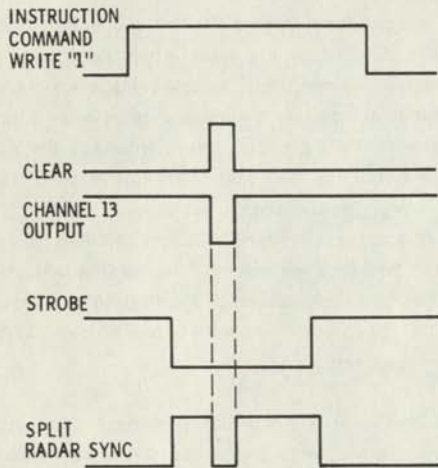 INSTRUCTION
COMMAND
WRITE "1"
CLEAR
CHANNEL 13
OUTPUT
STROBE
SPLIT
RADAR SYNC